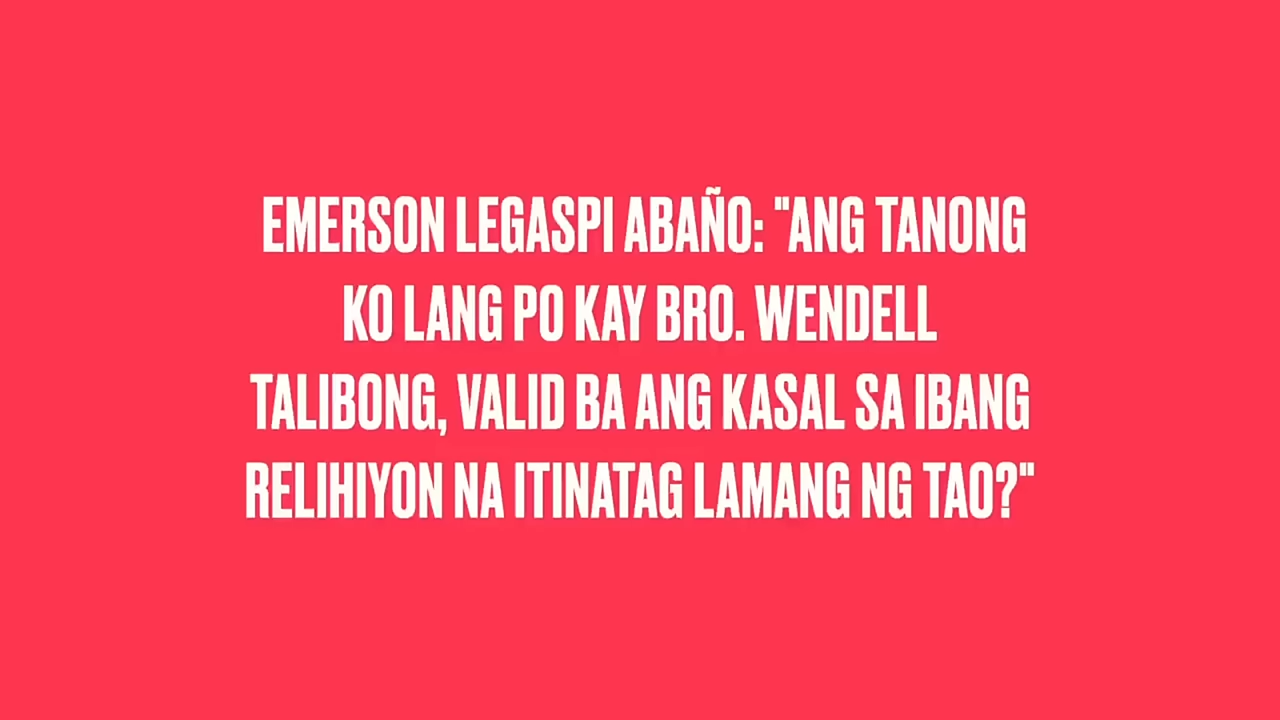 EMERSON LEGASPI ABAÑO: "ANG TANONG
KO LANG PO KAY BRO. WENDELL
TALIBONG, VALID BA ANG KASAL SA IBANG
RELIHIYON NA ITINATAG LAMANG NG TAO?"